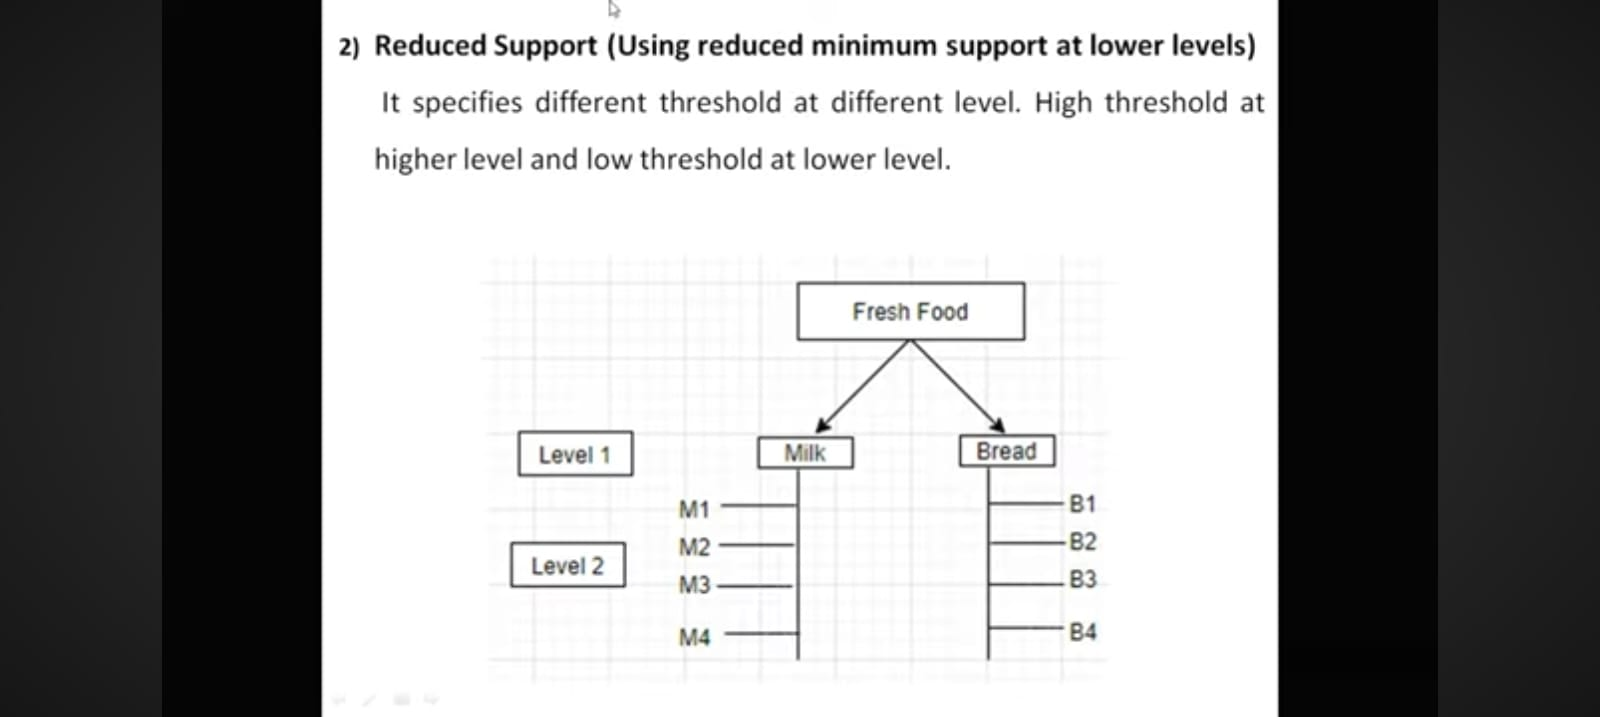 2) Reduced Support (Using reduced minimum support at lower levels)
It specifies different threshold at different level. High threshold at
higher level and low threshold at lower level.
Fresh Food
Level 1
Milk
Bread
M1
B1
M2
B2
Level 2
M3
B3
M4
B4